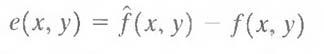 e(x, y) = f̂(x, y) − f(x, y)